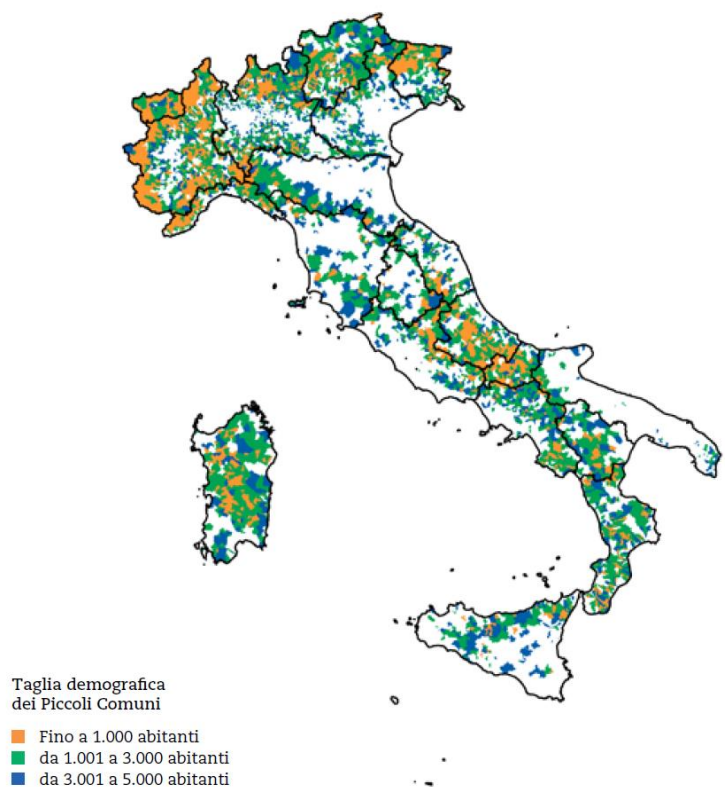 Taglia demografica
dei Piccoli Comuni
Fino a 1.000 abitanti
da 1.001 a 3.000 abitanti
da 3.001 a 5.000 abitanti